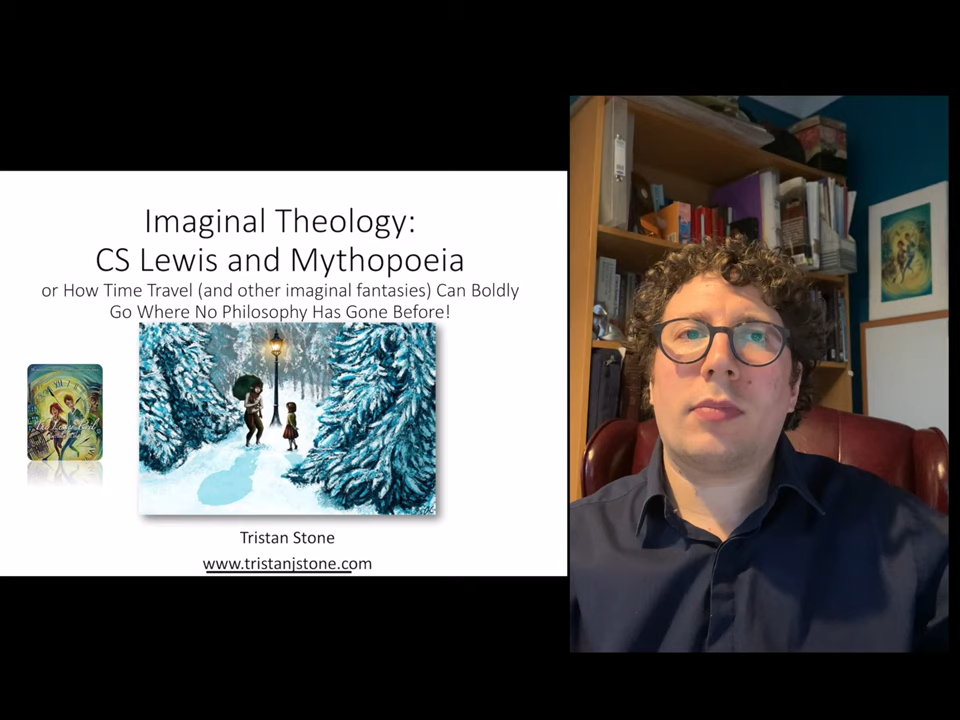 Imaginal Theology:
CS Lewis and Mythopoeia
or How Time Travel (and other imaginal fantasies) Can Boldly
Go Where No Philosophy Has Gone Before!
Tristan Stone
www.tristanjstone.com